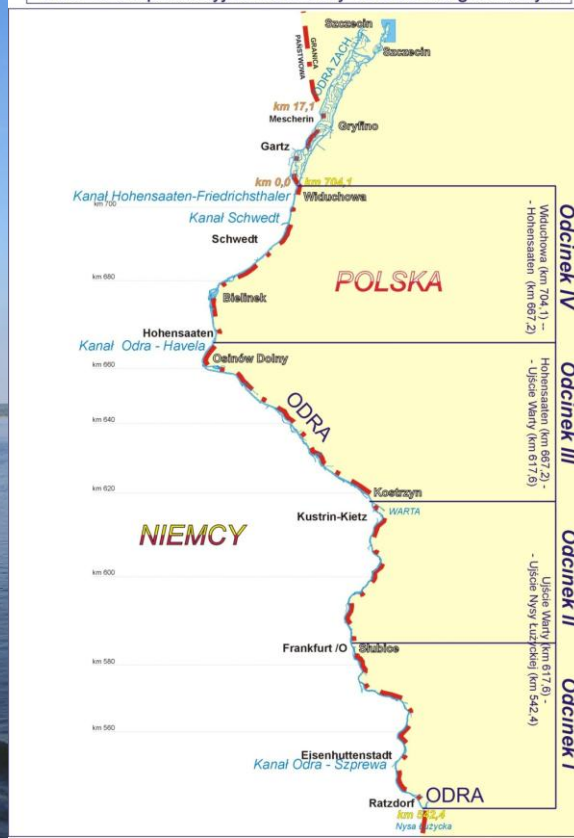 Szczecin
Szczecin
GRANICA
PAŃSTWOWA
ODRA ZACH
km 17,1
Mescherin
Gryfino
Gartz
km 0,0
km 704,1
Kanał Hohensaaten-Friedrichsthaler
Widuchowa
km 700
Kanał Schwedt
Schwedt
POLSKA
km 680
Bielinek
Hohensaaten
Kanał Odra - Havela
Osinów Dolny
km 660
ODRA
km 640
km 620
Kostrzyn
WARTA
Kustrin-Kietz
NIEMCY
km 600
Frankfurt /O
Słubice
km 580
km 560
Eisenhuttenstadt
Kanał Odra - Szprewa
ODRA
Ratzdorf
km 542,4
Nysa Łużycka
Odcinek IV
Widuchowa (km 704,1) --
- Hohensaaten (km 667,2)
Odcinek III
Hohensaaten (km 667,2) -
- Ujście Warty (km 617,6)
Odcinek II
Ujście Warty (km 617,6) -
- Ujście Nysy Łużyckiej (km 542,4)
Odcinek I